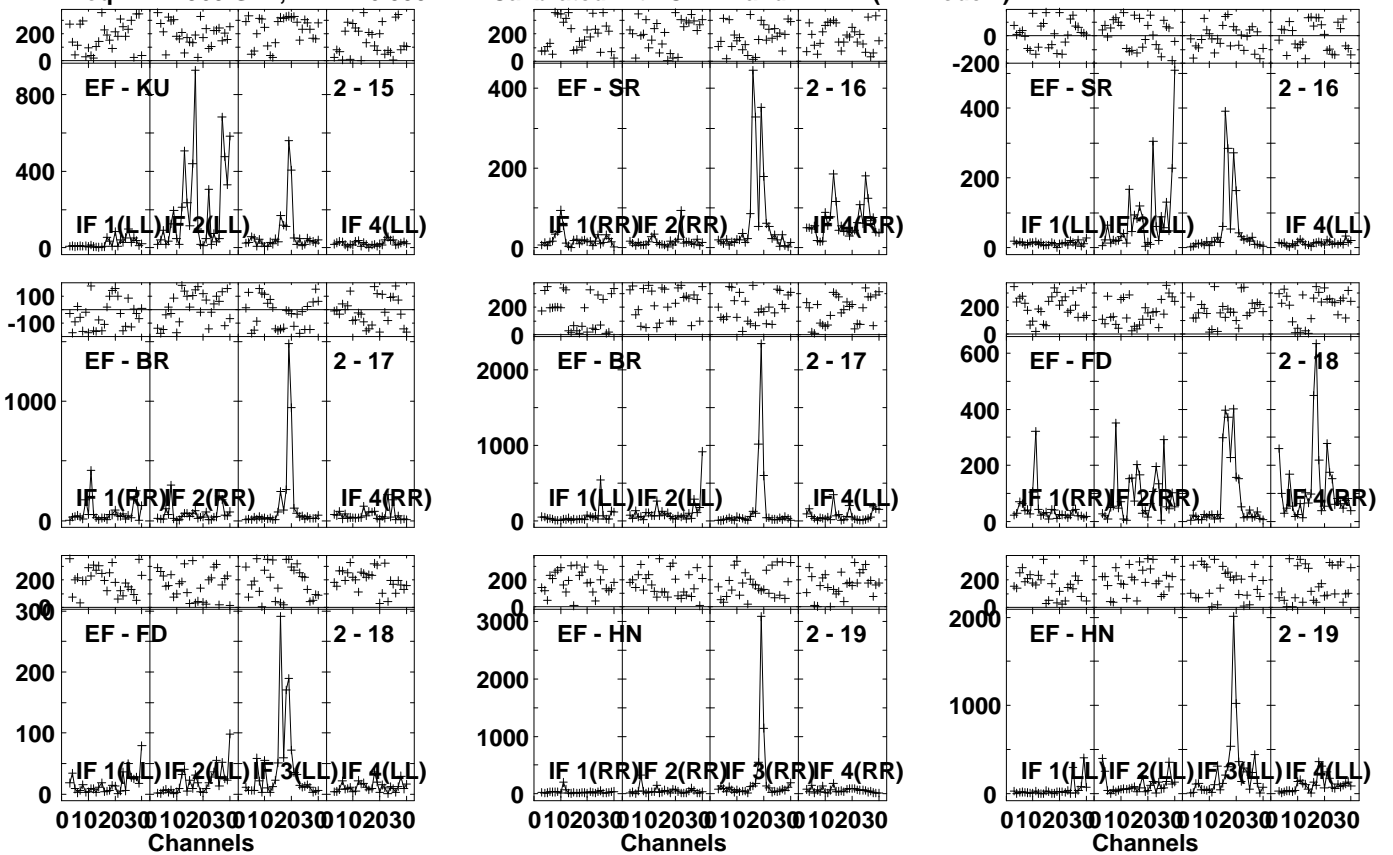 200
0
800
400
0
EF - KU
2 - 15
IF 1(LL)
IF 2(LL)
IF 4(LL)
200
0
400
200
0
EF - SR
2 - 16
IF 1(RR)
IF 2(RR)
IF 4(RR)
0
-200
400
200
0
EF - SR
2 - 16
IF 1(LL)
IF 2(LL)
IF 4(LL)
100
-100
1000
0
EF - BR
2 - 17
IF 1(RR)
IF 2(RR)
IF 4(RR)
200
0
2000
1000
0
EF - BR
2 - 17
IF 1(LL)
IF 2(LL)
IF 4(LL)
200
0
600
400
200
0
EF - FD
2 - 18
IF 1(RR)
IF 2(RR)
IF 4(RR)
200
0
300
200
100
0
EF - FD
2 - 18
IF 1(LL)
IF 2(LL)
IF 3(LL)
IF 4(LL)
0102030 0102030 0102030 0102030
Channels
200
0
3000
2000
1000
0
EF - HN
2 - 19
IF 1(RR)
IF 2(RR)
IF 3(RR)
IF 4(RR)
0102030 0102030 0102030 0102030
Channels
200
0
2000
1000
0
EF - HN
2 - 19
IF 1(LL)
IF 2(LL)
IF 3(LL)
IF 4(LL)
0102030 0102030 0102030 0102030
Channels